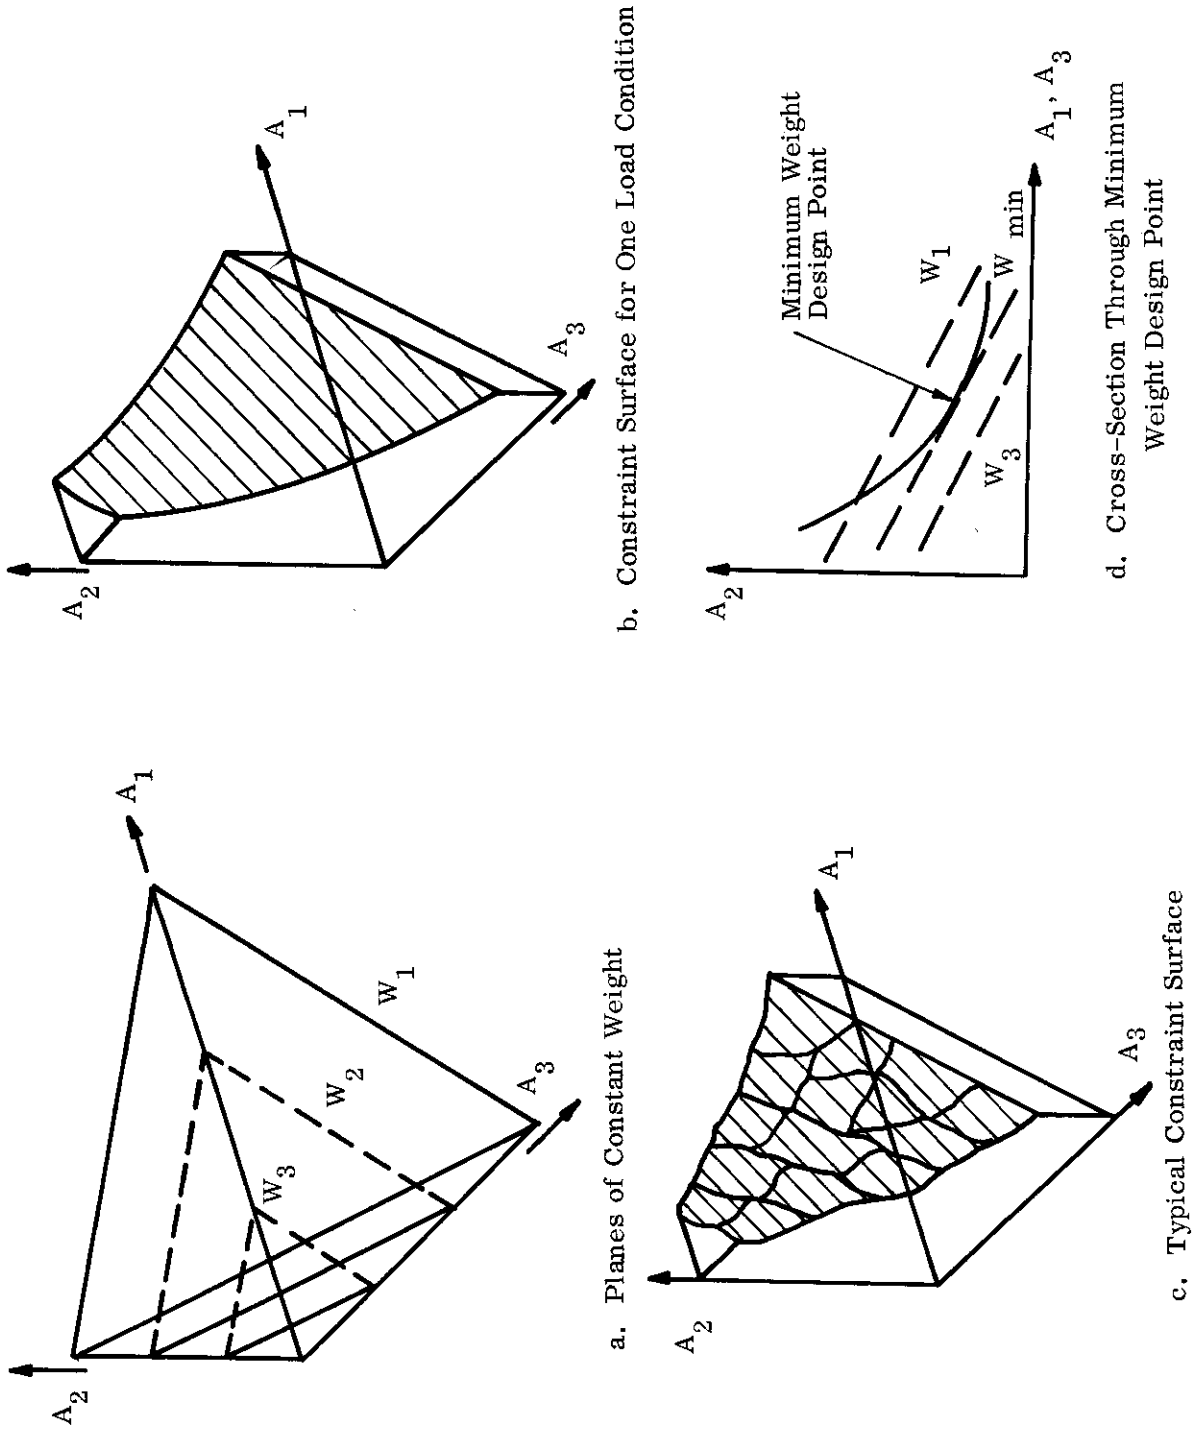 A2
A1
W1
W2
W3
A3
a. Planes of Constant Weight
A2
A1
A3
b. Constraint Surface for One Load Condition
A2
A1
A3
c. Typical Constraint Surface
A2
Minimum Weight
Design Point
W1
W min
W3
A1, A3
d. Cross-Section Through Minimum
Weight Design Point